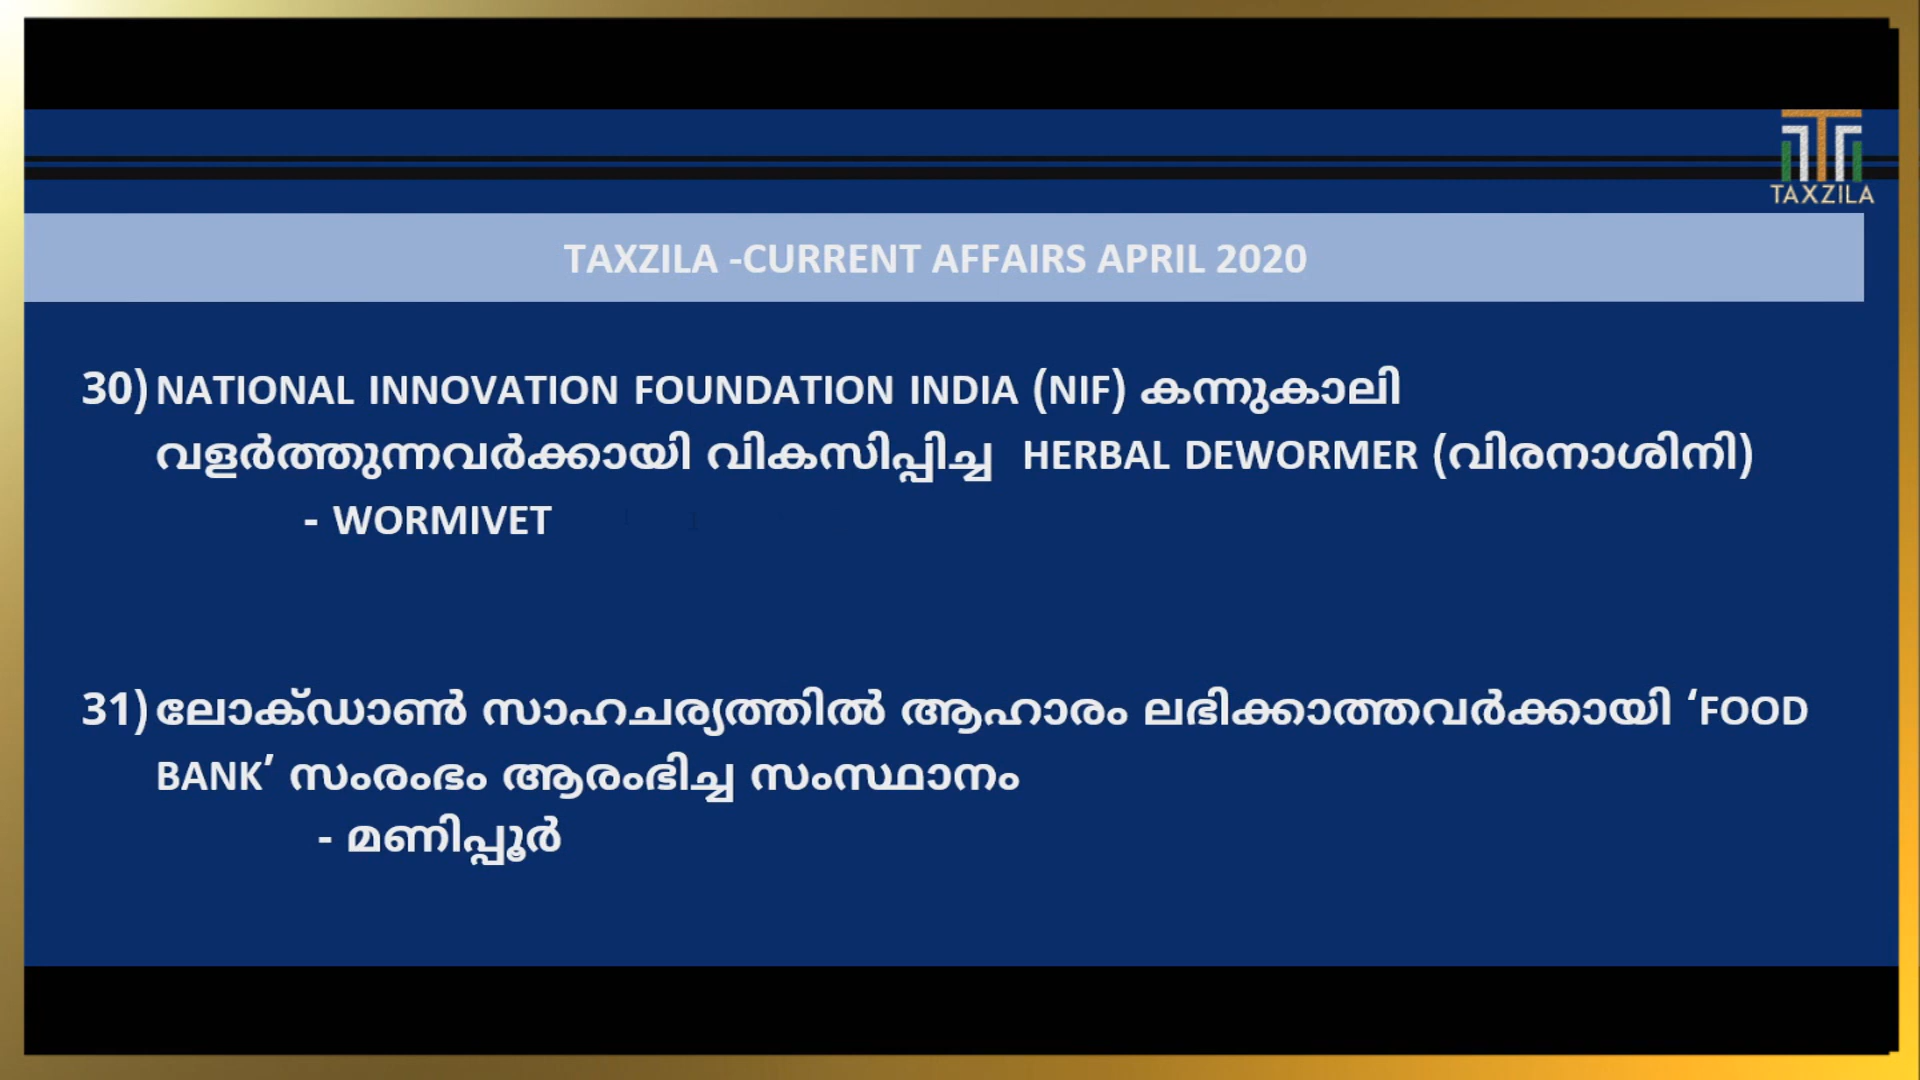 TAXZILA
TAXZILA -CURRENT AFFAIRS APRIL 2020
30) NATIONAL INNOVATION FOUNDATION INDIA (NIF) കന്നുകാലി
വളർത്തുന്നവർക്കായി വികസിപ്പിച്ച HERBAL DEWORMER (വിരനാശിനി)
- WORMIVET
31) ലോക്ഡാൺ സാഹചര്യത്തിൽ ആഹാരം ലഭിക്കാത്തവർക്കായി ‘FOOD
BANK’ സംരംഭം ആരംഭിച്ച സംസ്ഥാനം
- മണിപ്പൂർ